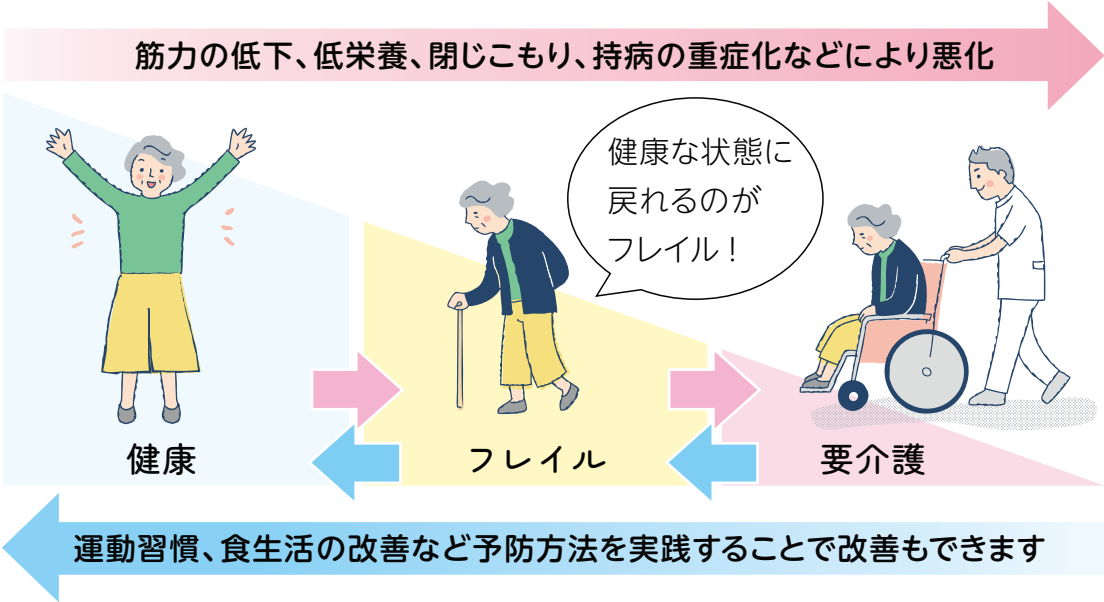 筋力の低下、低栄養、閉じこもり、持病の重症化などにより悪化
健康な状態に
戻れるのが
フレイル！
健康
フレイル
要介護
運動習慣、食生活の改善など予防方法を実践することで改善もできます